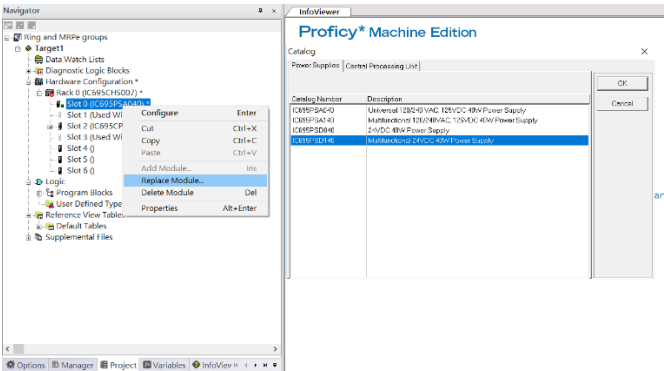 Navigator
Ring and MRPe groups
Target1
Data Watch Lists
Diagnostic Logic Blocks
Hardware Configuration *
Rack 0 (IC695CHS007) *
Slot 0 (IC695PSA040) *
Slot 1 (Used Wi
Slot 2 (IC695CP
Slot 3 (Used Wi
Slot 4 ()
Slot 5 ()
Slot 6 ()
Logic
Program Blocks
User Defined Type
Reference View Tables
Default Tables
Supplemental Files
Configure Enter
Cut Ctrl+X
Copy Ctrl+C
Paste Ctrl+V
Add Module... Ins
Replace Module...
Delete Module Del
Properties Alt+Enter
Options Manager Project Variables InfoView
InfoViewer
Proficy* Machine Edition
Catalog
Power Supplies Central Processing Unit
OK
Cancel
Catalog Number Description
IC695PSA040 Universal 120/240 VAC, 125VDC 40W Power Supply
IC695PSA140 Multifunctional 120/240VAC, 125VDC 40W Power Supply
IC695PSD040 24VDC 40W Power Supply
IC695PSD140 Multifunctional 24VDC 40W Power Supply
ar